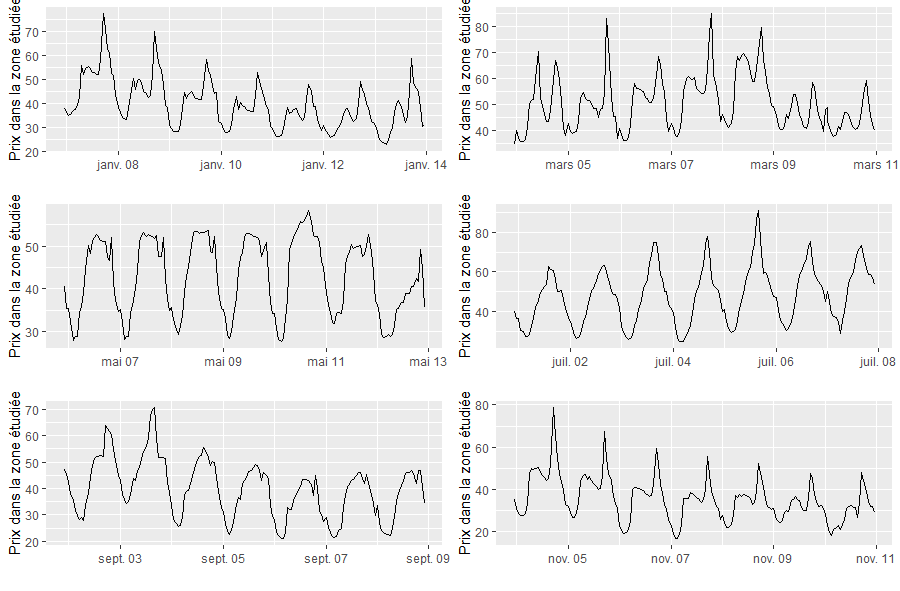 Prix dans la zone étudiée
70
60
50
40
30
20
janv. 08
janv. 10
janv. 12
janv. 14
Prix dans la zone étudiée
80
70
60
50
40
mars 05
mars 07
mars 09
mars 11
Prix dans la zone étudiée
50
40
30
mai 07
mai 09
mai 11
mai 13
Prix dans la zone étudiée
80
60
40
juil. 02
juil. 04
juil. 06
juil. 08
Prix dans la zone étudiée
70
60
50
40
30
20
sept. 03
sept. 05
sept. 07
sept. 09
Prix dans la zone étudiée
80
60
40
20
nov. 05
nov. 07
nov. 09
nov. 11